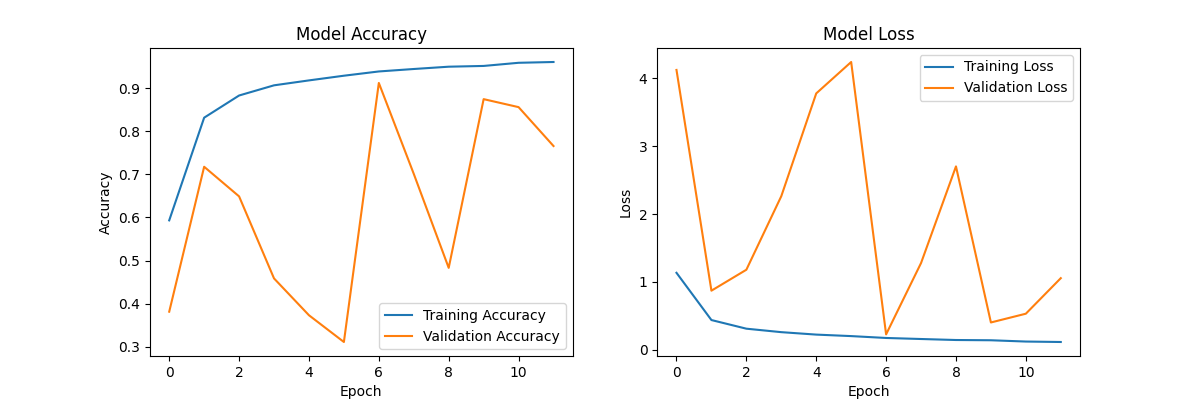 Model Accuracy
Accuracy
0.9
0.8
0.7
0.6
0.5
0.4
0.3
0 2 4 6 8 10
Epoch
Training Accuracy
Validation Accuracy
Model Loss
Loss
4
3
2
1
0
0 2 4 6 8 10
Epoch
Training Loss
Validation Loss